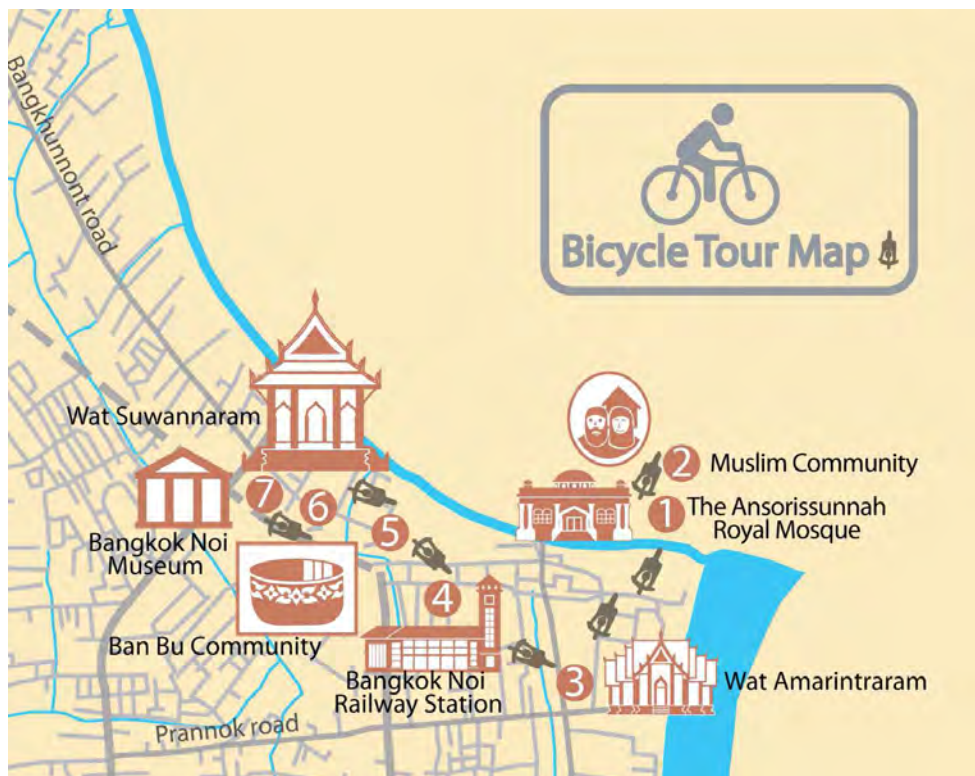 Bangkhunnont road
Bicycle Tour Map
Wat Suwannaram
2 Muslim Community
1 The Ansorissunnah
Royal Mosque
7
6
5
Bangkok Noi
Museum
4
Ban Bu Community
Bangkok Noi
Railway Station
3
Wat Amarintraram
Prannok road